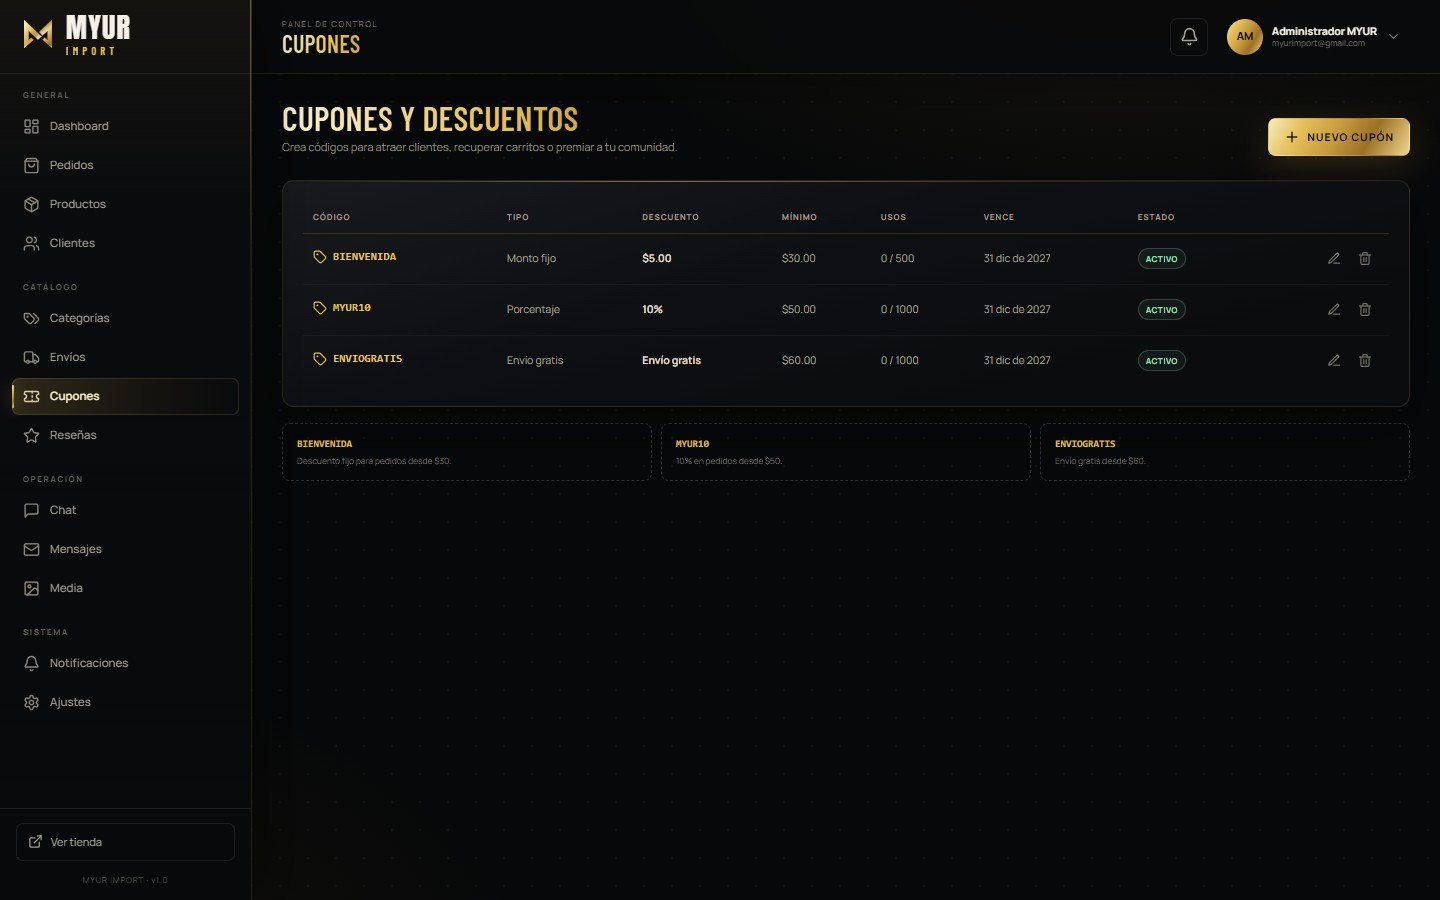 MYUR
IMPORT
GENERAL
Dashboard
Pedidos
Productos
Clientes
CATÁLOGO
Categorías
Envíos
Cupones
Reseñas
OPERACIÓN
Chat
Mensajes
Media
SISTEMA
Notificaciones
Ajustes
Ver tienda
MYUR IMPORT · v1.0
PANEL DE CONTROL
CUPONES
AM
Administrador MYUR
myurimport@gmail.com
CUPONES Y DESCUENTOS
Crea códigos para atraer clientes, recuperar carritos o premiar a tu comunidad.
NUEVO CUPÓN
CÓDIGO TIPO DESCUENTO MÍNIMO USOS VENCE ESTADO
BIENVENIDA Monto fijo $5.00 $30.00 0 / 500 31 dic de 2027 ACTIVO
MYUR10 Porcentaje 10% $50.00 0 / 1000 31 dic de 2027 ACTIVO
ENVIOGRATIS Envío gratis Envío gratis $60.00 0 / 1000 31 dic de 2027 ACTIVO
BIENVENIDA
Descuento fijo para pedidos desde $30.
MYUR10
10% en pedidos desde $50.
ENVIOGRATIS
Envío gratis desde $60.